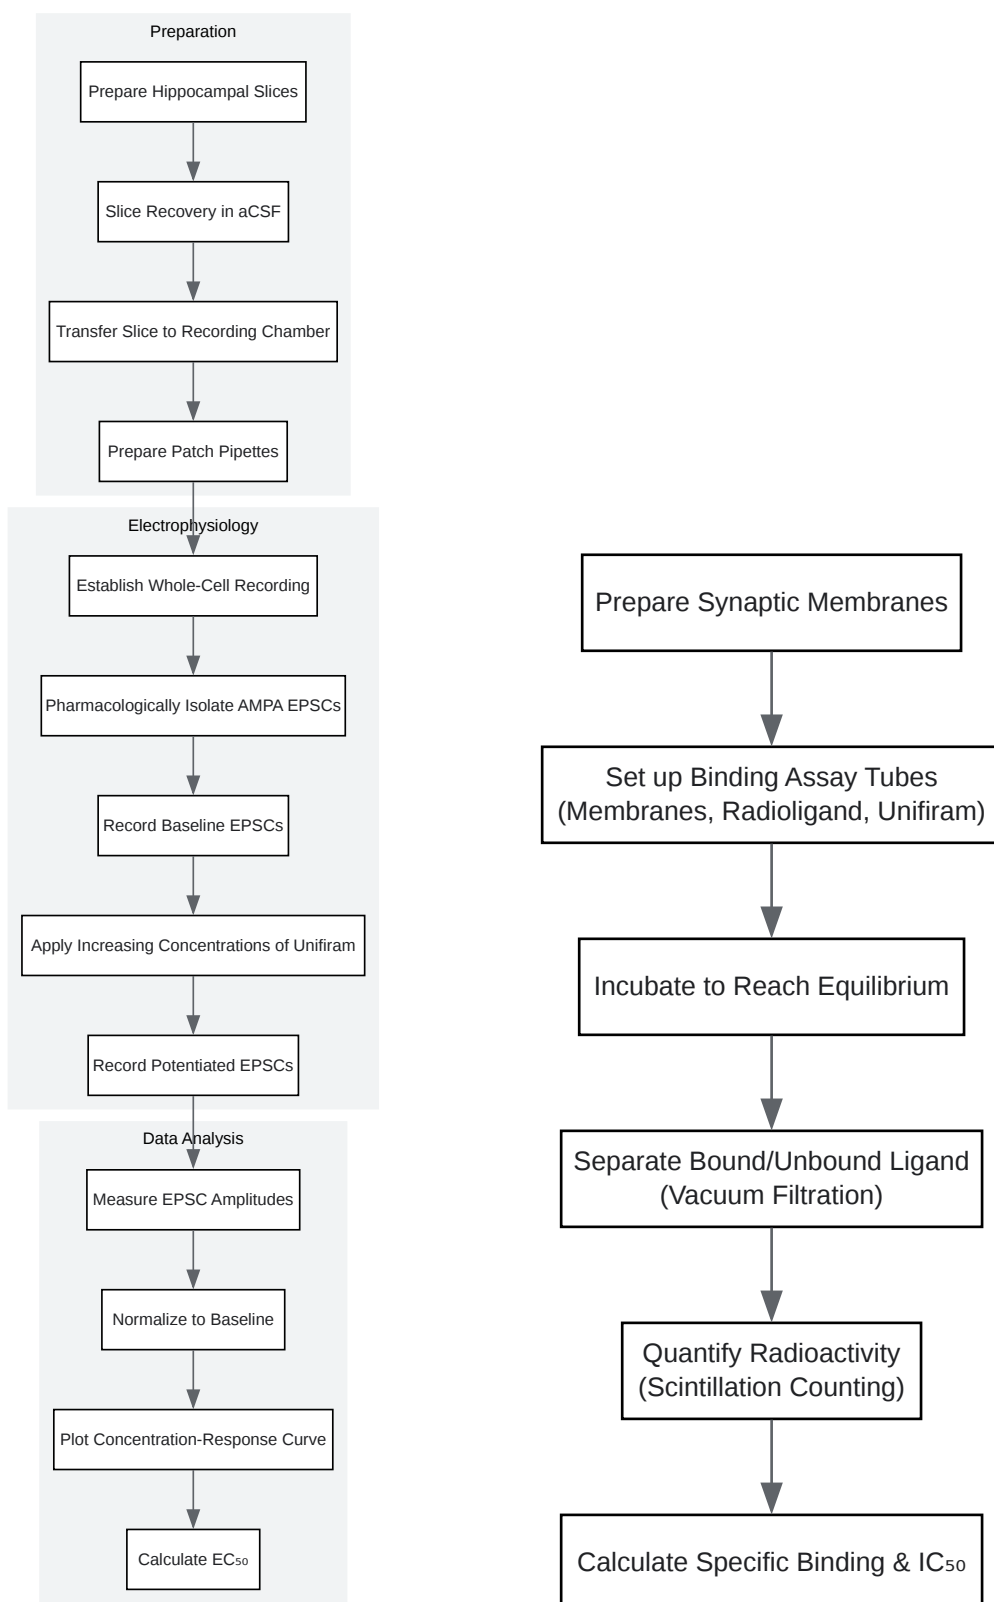 Preparation
Prepare Hippocampal Slices
Slice Recovery in aCSF
Transfer Slice to Recording Chamber
Prepare Patch Pipettes
Electrophysiology
Establish Whole-Cell Recording
Pharmacologically Isolate AMPA EPSCs
Record Baseline EPSCs
Apply Increasing Concentrations of Unifiram
Record Potentiated EPSCs
Data Analysis
Measure EPSC Amplitudes
Normalize to Baseline
Plot Concentration-Response Curve
Calculate EC₅₀
Prepare Synaptic Membranes
Set up Binding Assay Tubes
(Membranes, Radioligand, Unifiram)
Incubate to Reach Equilibrium
Separate Bound/Unbound Ligand
(Vacuum Filtration)
Quantify Radioactivity
(Scintillation Counting)
Calculate Specific Binding & IC₅₀